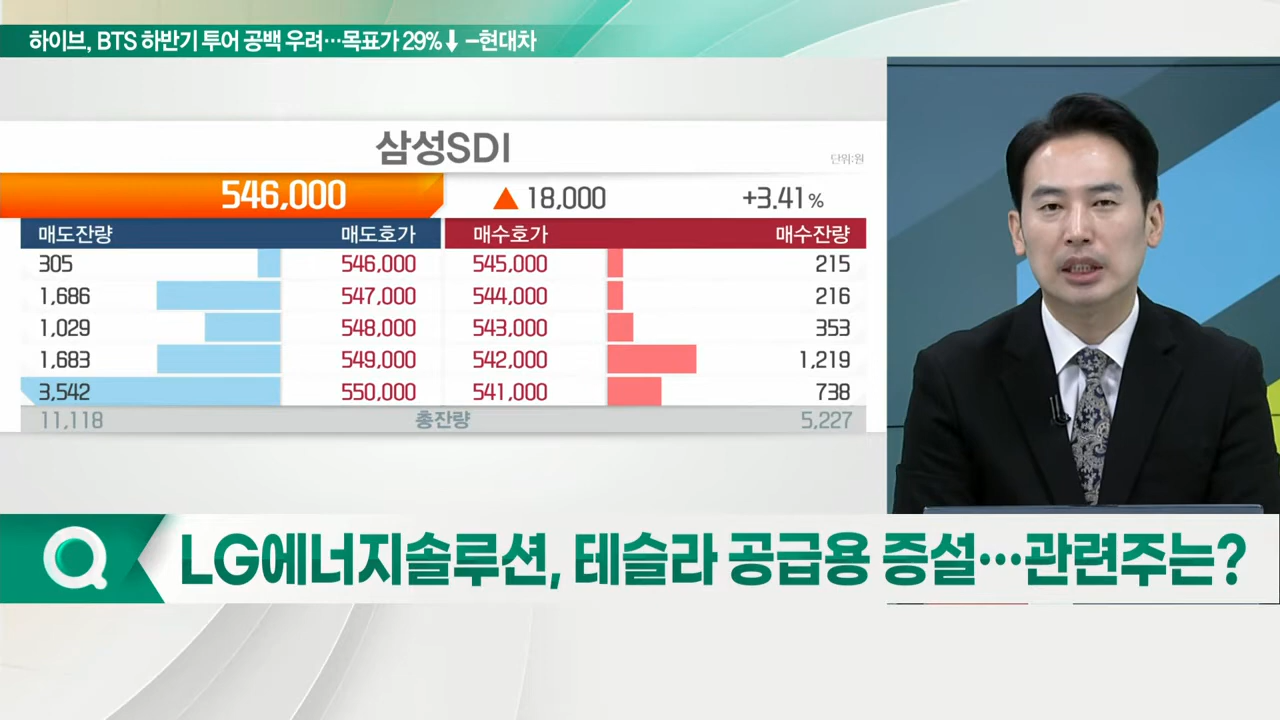 하이브, BTS 하반기 투어 공백 우려…목표가 29%⬇ -현대차
삼성SDI
단위:원
546,000 ▲ 18,000 +3.41%
매도잔량 매도호가 매수호가 매수잔량
305 546,000 545,000 215
1,686 547,000 544,000 216
1,029 548,000 543,000 353
1,683 549,000 542,000 1,219
3,542 550,000 541,000 738
11,118 총잔량 5,227
Q LG에너지솔루션, 테슬라 공급용 증설…관련주는?